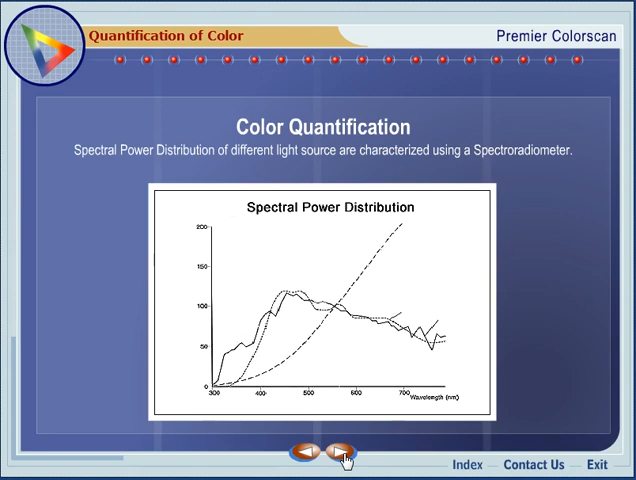 Quantification of Color
Premier Colorscan
Color Quantification
Spectral Power Distribution of different light source are characterized using a Spectroradiometer.
Spectral Power Distribution
200
150
100
50
0
300 400 500 600 700
Wavelength (nm)
Index Contact Us Exit